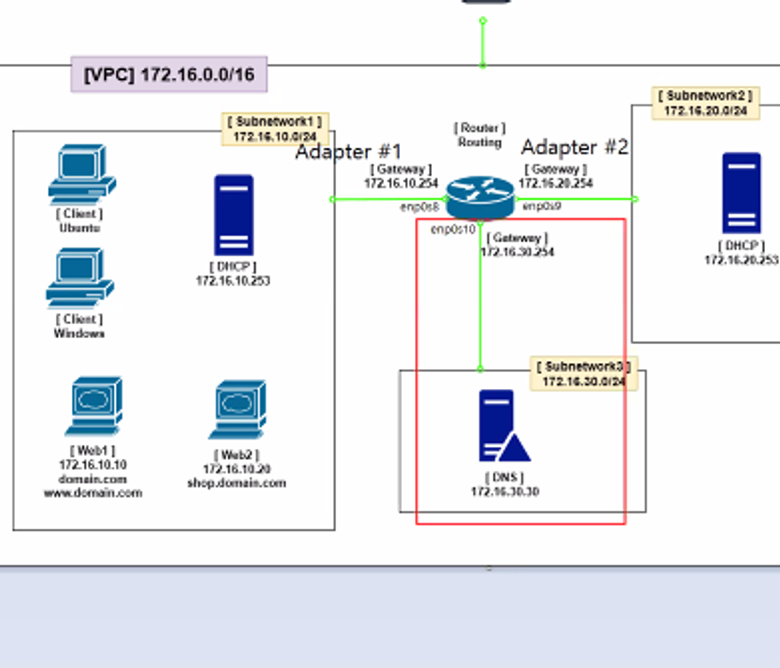 [VPC] 172.16.0.0/16
[ Subnetwork1 ]
172.16.10.0/24
[ Subnetwork2 ]
172.16.20.0/24
[ Router ]
Routing
Adapter #1
Adapter #2
[ Gateway ]
172.16.10.254
[ Gateway ]
172.16.20.254
enp0s8
enp0s9
enp0s10
[ Gateway ]
172.16.30.254
[ Client ]
Ubuntu
[ DHCP ]
172.16.10.253
[ Client ]
Windows
[ DHCP ]
172.16.20.253
[ Web1 ]
172.16.10.10
domain.com
www.domain.com
[ Web2 ]
172.16.10.20
shop.domain.com
[ Subnetwork3 ]
172.16.30.0/24
[ DNS ]
172.16.30.30